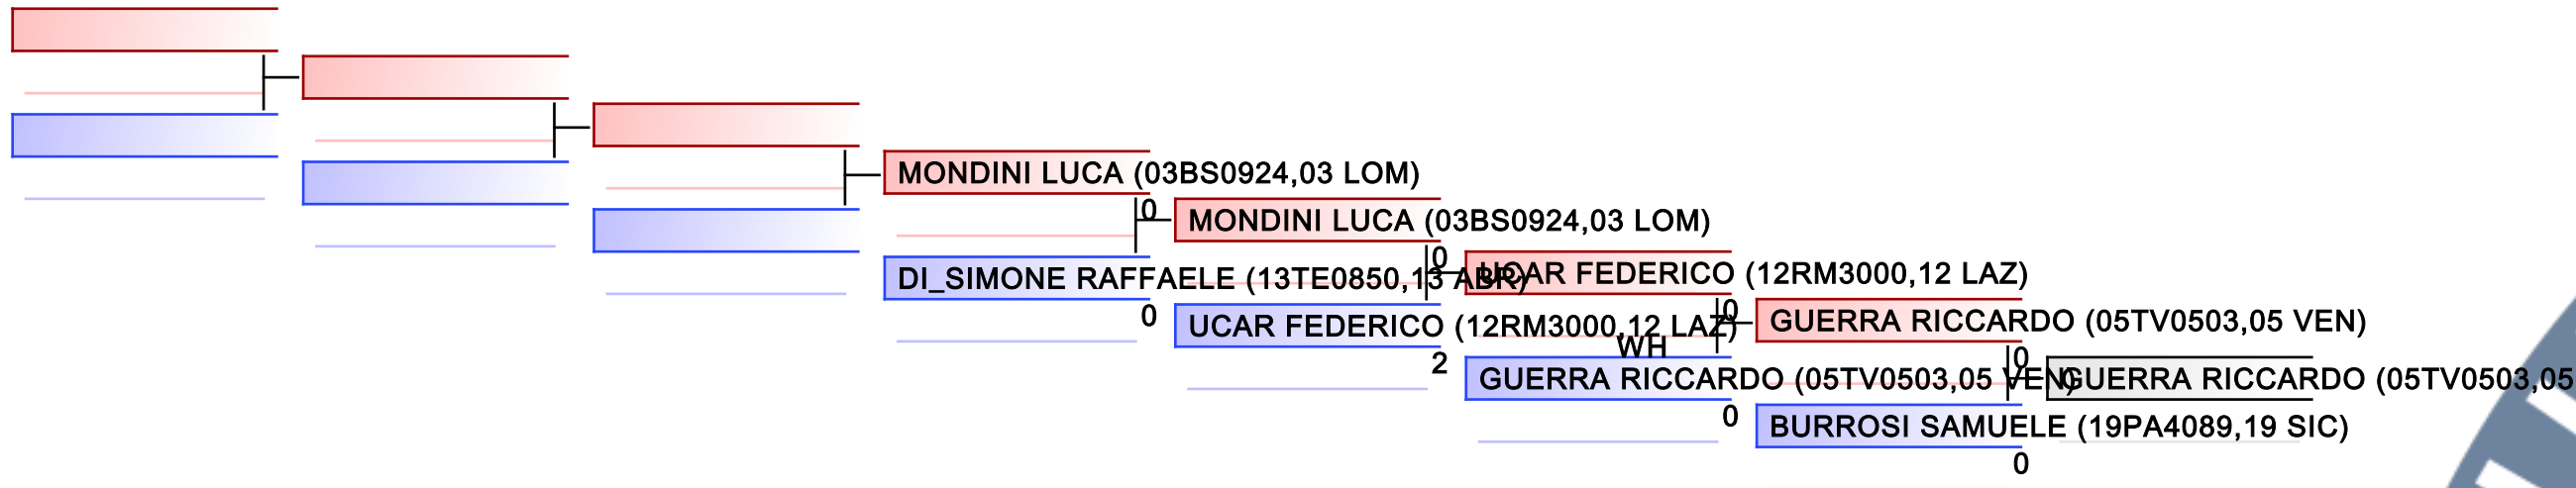 MONDINI LUCA (03BS0924,03 LOM)
0
MONDINI LUCA (03BS0924,03 LOM)
0
DI_SIMONE RAFFAELE (13TE0850,13 ABR)
0
UCAR FEDERICO (12RM3000,12 LAZ)
0
UCAR FEDERICO (12RM3000,12 LAZ)
2
WH
GUERRA RICCARDO (05TV0503,05 VEN)
0
GUERRA RICCARDO (05TV0503,05 VEN)
0
GUERRA RICCARDO (05TV0503,05
BURROSI SAMUELE (19PA4089,19 SIC)
0